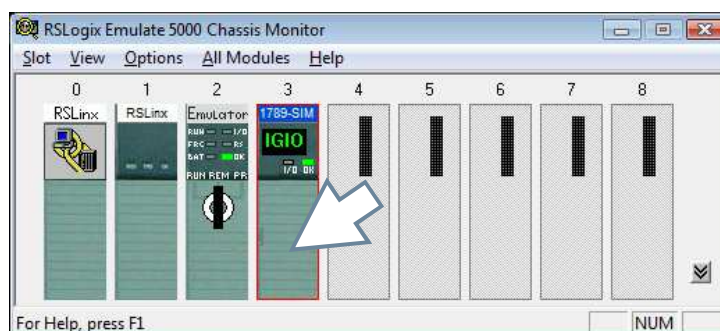 RSLogix Emulate 5000 Chassis Monitor
Slot View Options All Modules Help
0 1 2 3 4 5 6 7 8
RSLinx RSLinx Emulator 1789-SIM
RUN I/O
FRC RS
BAT OK
IGIO
I/O OK
RUN REM PR
For Help, press F1 NUM